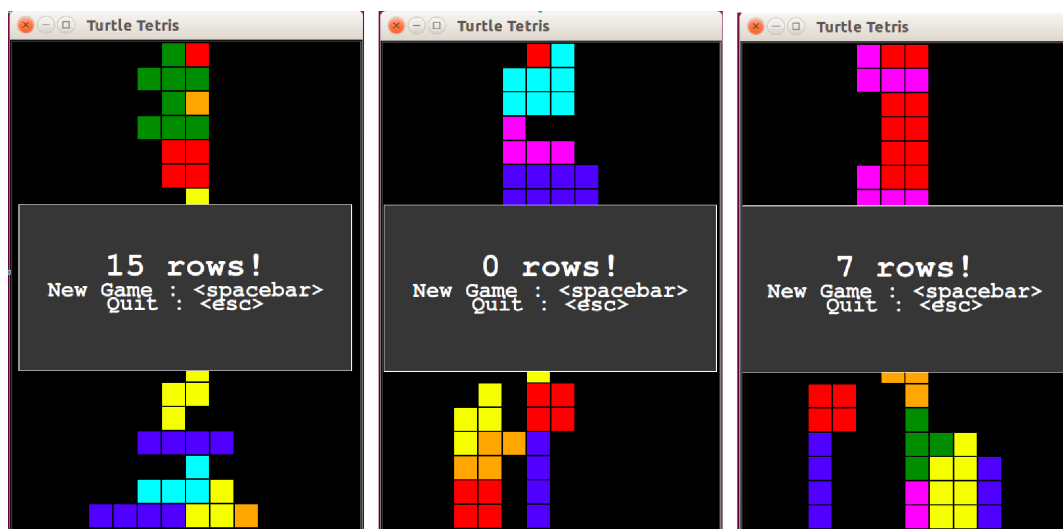 Turtle Tetris
15 rows!
New Game : <spacebar>
Quit : <esc>
Turtle Tetris
0 rows!
New Game : <spacebar>
Quit : <esc>
Turtle Tetris
7 rows!
New Game : <spacebar>
Quit : <esc>